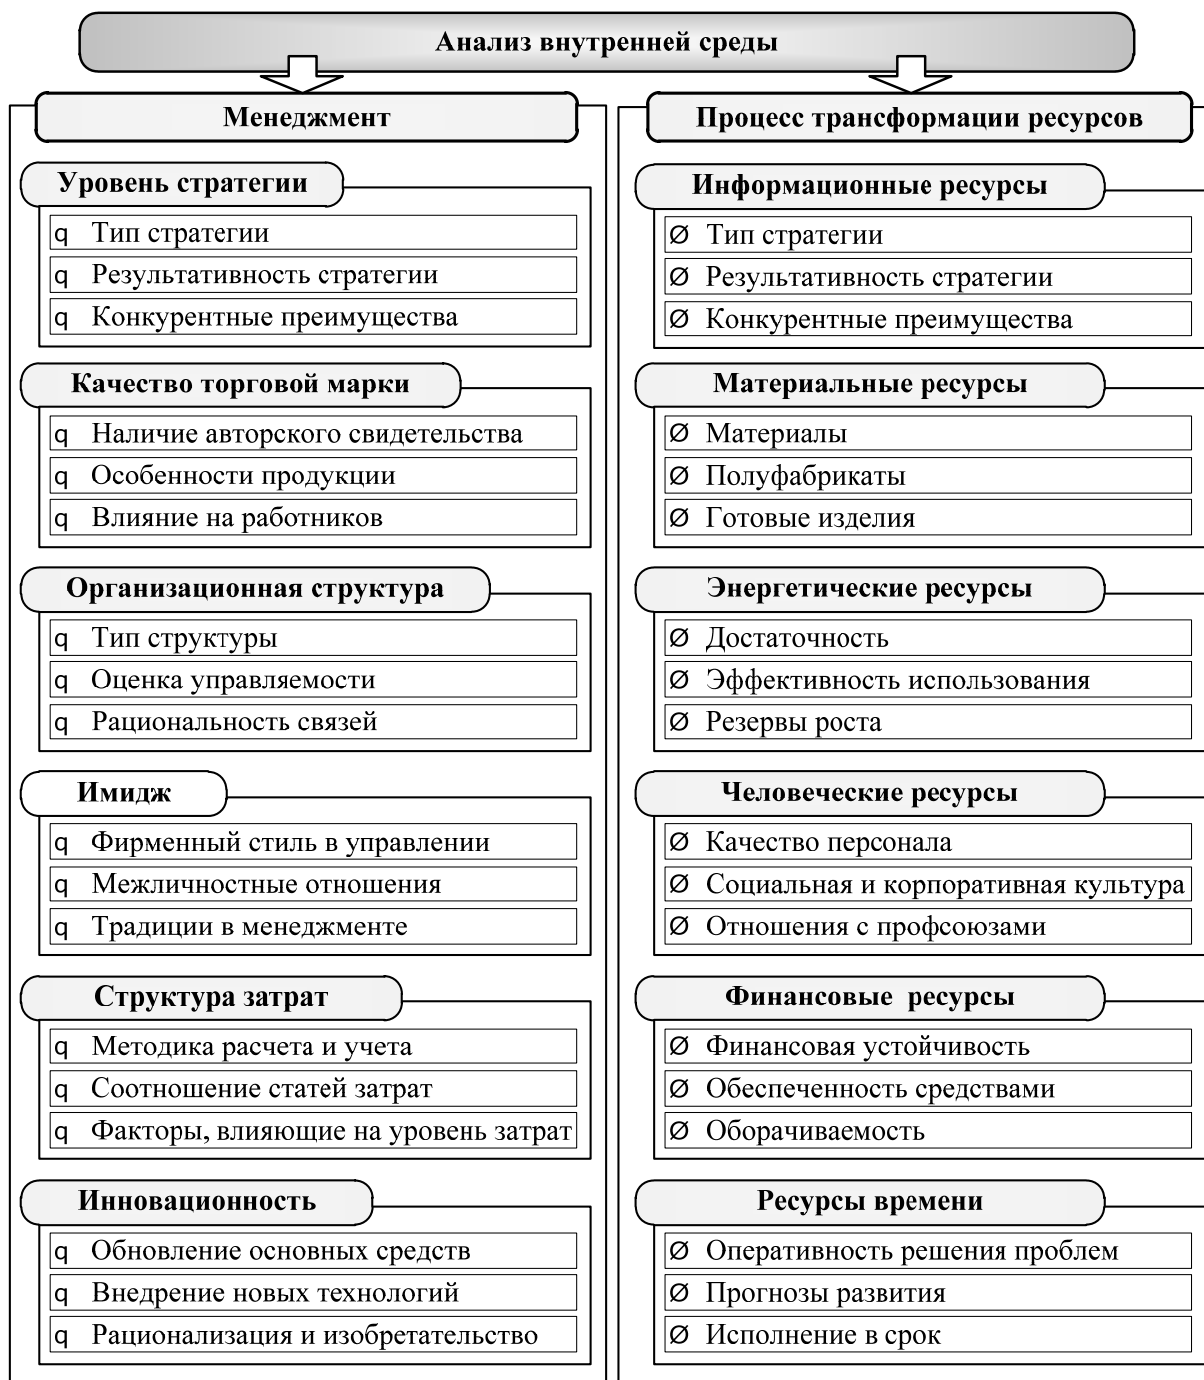 Анализ внутренней среды
Менеджмент
Уровень стратегии
q Тип стратегии
q Результативность стратегии
q Конкурентные преимущества
Качество торговой марки
q Наличие авторского свидетельства
q Особенности продукции
q Влияние на работников
Организационная структура
q Тип структуры
q Оценка управляемости
q Рациональность связей
Имидж
q Фирменный стиль в управлении
q Межличностные отношения
q Традиции в менеджменте
Структура затрат
q Методика расчета и учета
q Соотношение статей затрат
q Факторы, влияющие на уровень затрат
Инновационность
q Обновление основных средств
q Внедрение новых технологий
q Рационализация и изобретательство
Процесс трансформации ресурсов
Информационные ресурсы
Ø Тип стратегии
Ø Результативность стратегии
Ø Конкурентные преимущества
Материальные ресурсы
Ø Материалы
Ø Полуфабрикаты
Ø Готовые изделия
Энергетические ресурсы
Ø Достаточность
Ø Эффективность использования
Ø Резервы роста
Человеческие ресурсы
Ø Качество персонала
Ø Социальная и корпоративная культура
Ø Отношения с профсоюзами
Финансовые ресурсы
Ø Финансовая устойчивость
Ø Обеспеченность средствами
Ø Оборачиваемость
Ресурсы времени
Ø Оперативность решения проблем
Ø Прогнозы развития
Ø Исполнение в срок